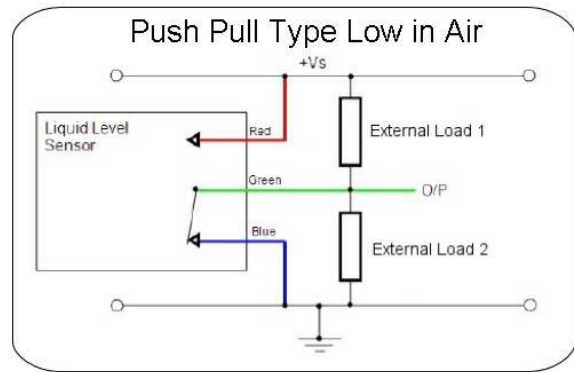 Push Pull Type Low in Air
+Vs
Liquid Level
Sensor
Red
External Load 1
Green
O/P
Blue
External Load 2